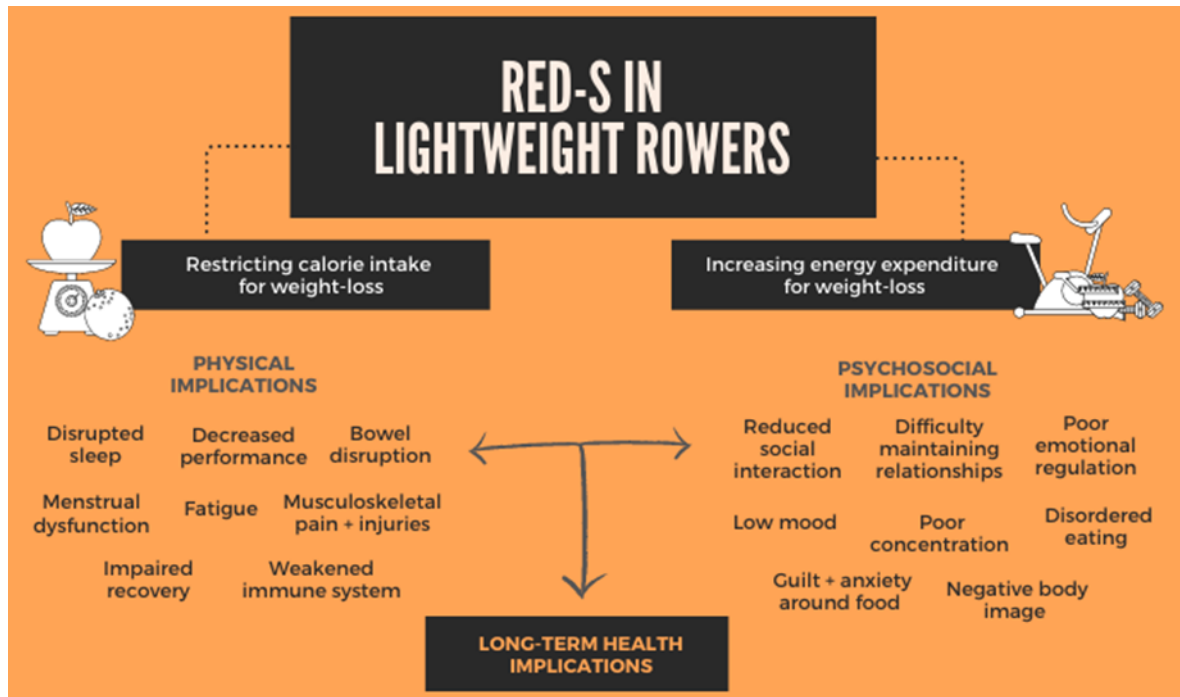 RED-S IN
LIGHTWEIGHT ROWERS
Restricting calorie intake
for weight-loss
Increasing energy expenditure
for weight-loss
PHYSICAL
IMPLICATIONS
Disrupted
sleep
Decreased
performance
Bowel
disruption
Menstrual
dysfunction
Fatigue
Musculoskeletal
pain + injuries
Impaired
recovery
Weakened
immune system
PSYCHOSOCIAL
IMPLICATIONS
Reduced
social
interaction
Difficulty
maintaining
relationships
Poor
emotional
regulation
Low mood
Poor
concentration
Disordered
eating
Guilt + anxiety
around food
Negative body
image
LONG-TERM HEALTH
IMPLICATIONS